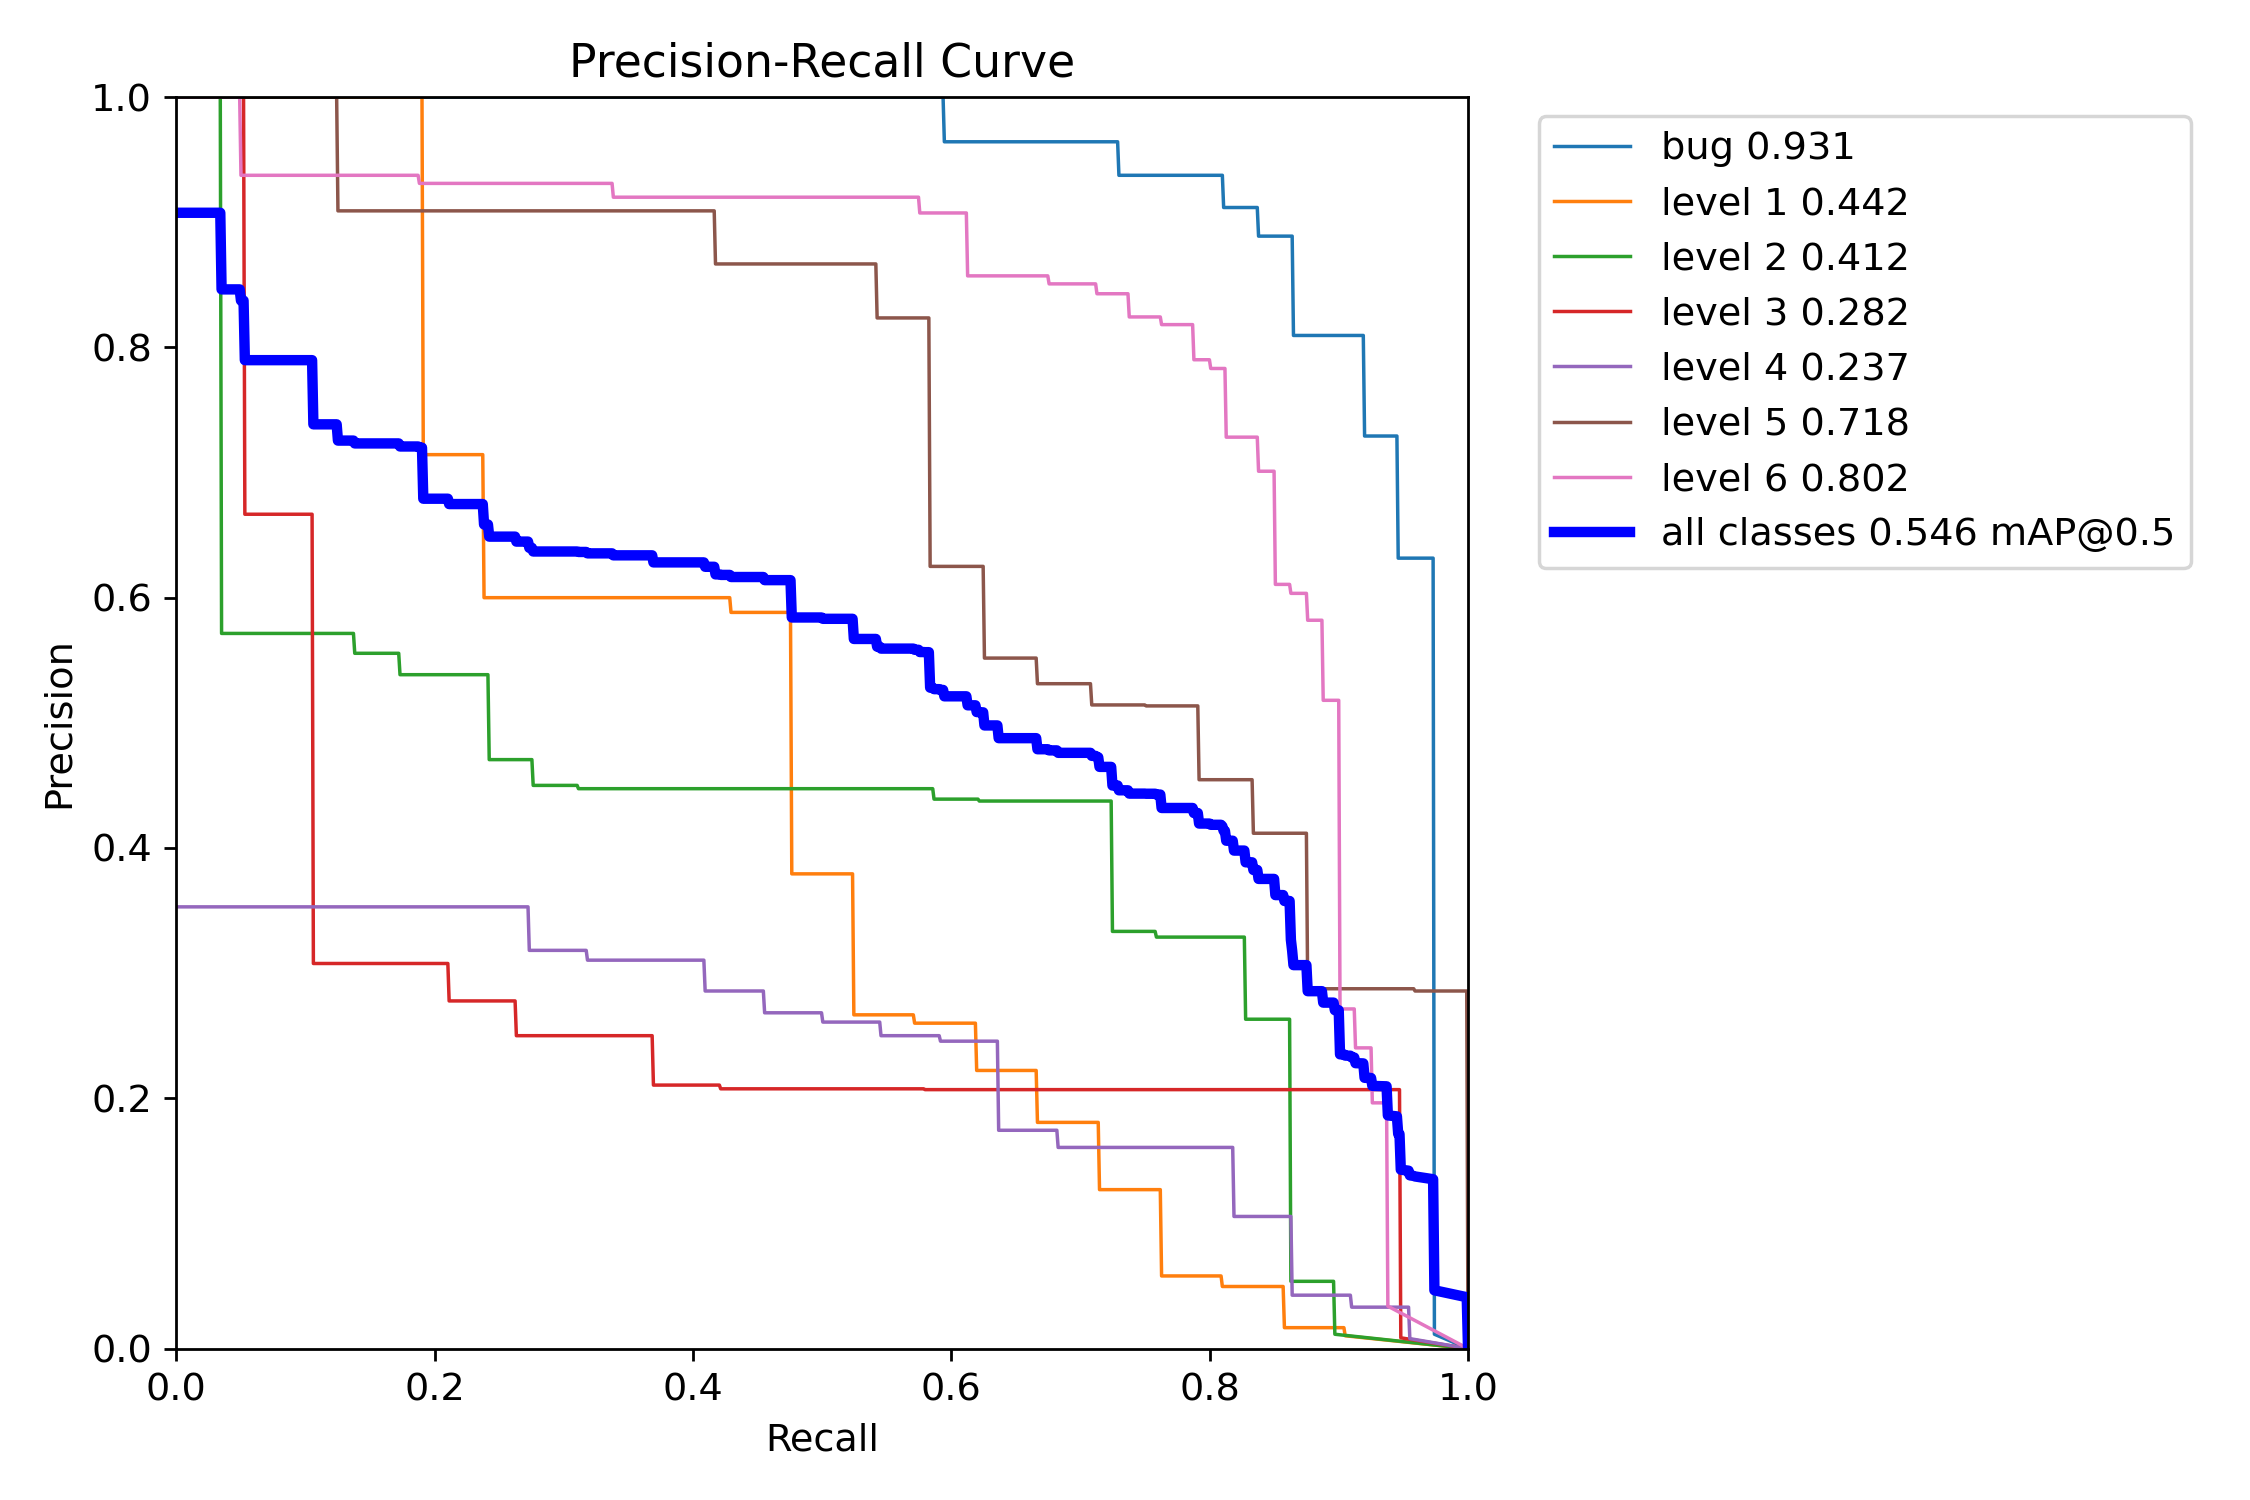 Precision-Recall Curve
1.0
0.8
0.6
0.4
0.2
0.0
Precision
0.0 0.2 0.4 0.6 0.8 1.0
Recall
bug 0.931
level 1 0.442
level 2 0.412
level 3 0.282
level 4 0.237
level 5 0.718
level 6 0.802
all classes 0.546 mAP@0.5